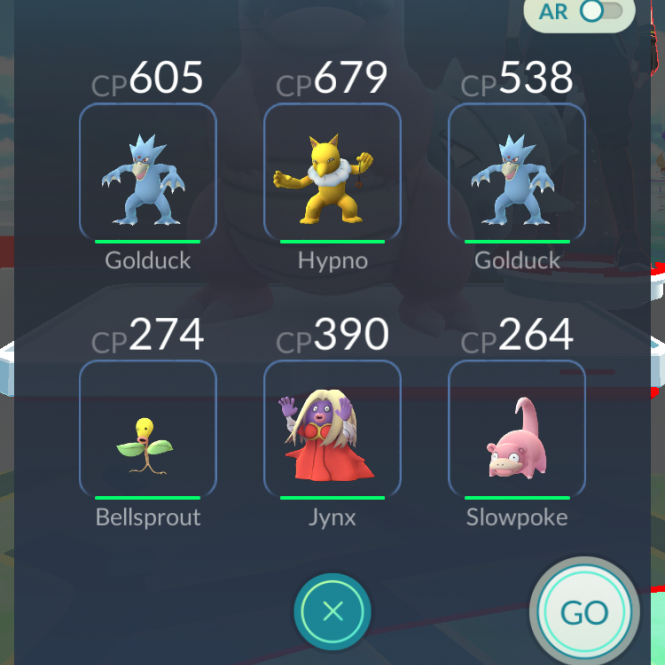 AR
CP605 CP679 CP538
Golduck Hypno Golduck
CP274 CP390 CP264
Bellsprout Jynx Slowpoke
GO